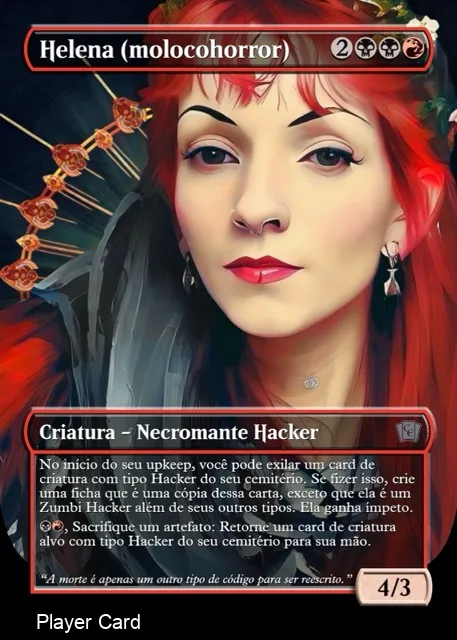 Helena (molocohorror) 2
Criatura – Necromante Hacker
No início do seu upkeep, você pode exilar um card de
criatura com tipo Hacker do seu cemitério. Se fizer isso, crie
uma ficha que é uma cópia dessa carta, exceto que ela é um
Zumbi Hacker além de seus outros tipos. Ela ganha ímpeto.
, Sacrifique um artefato: Retorne um card de criatura
alvo com tipo Hacker do seu cemitério para sua mão.
“A morte é apenas um outro tipo de código para ser reescrito.”
4/3
Player Card